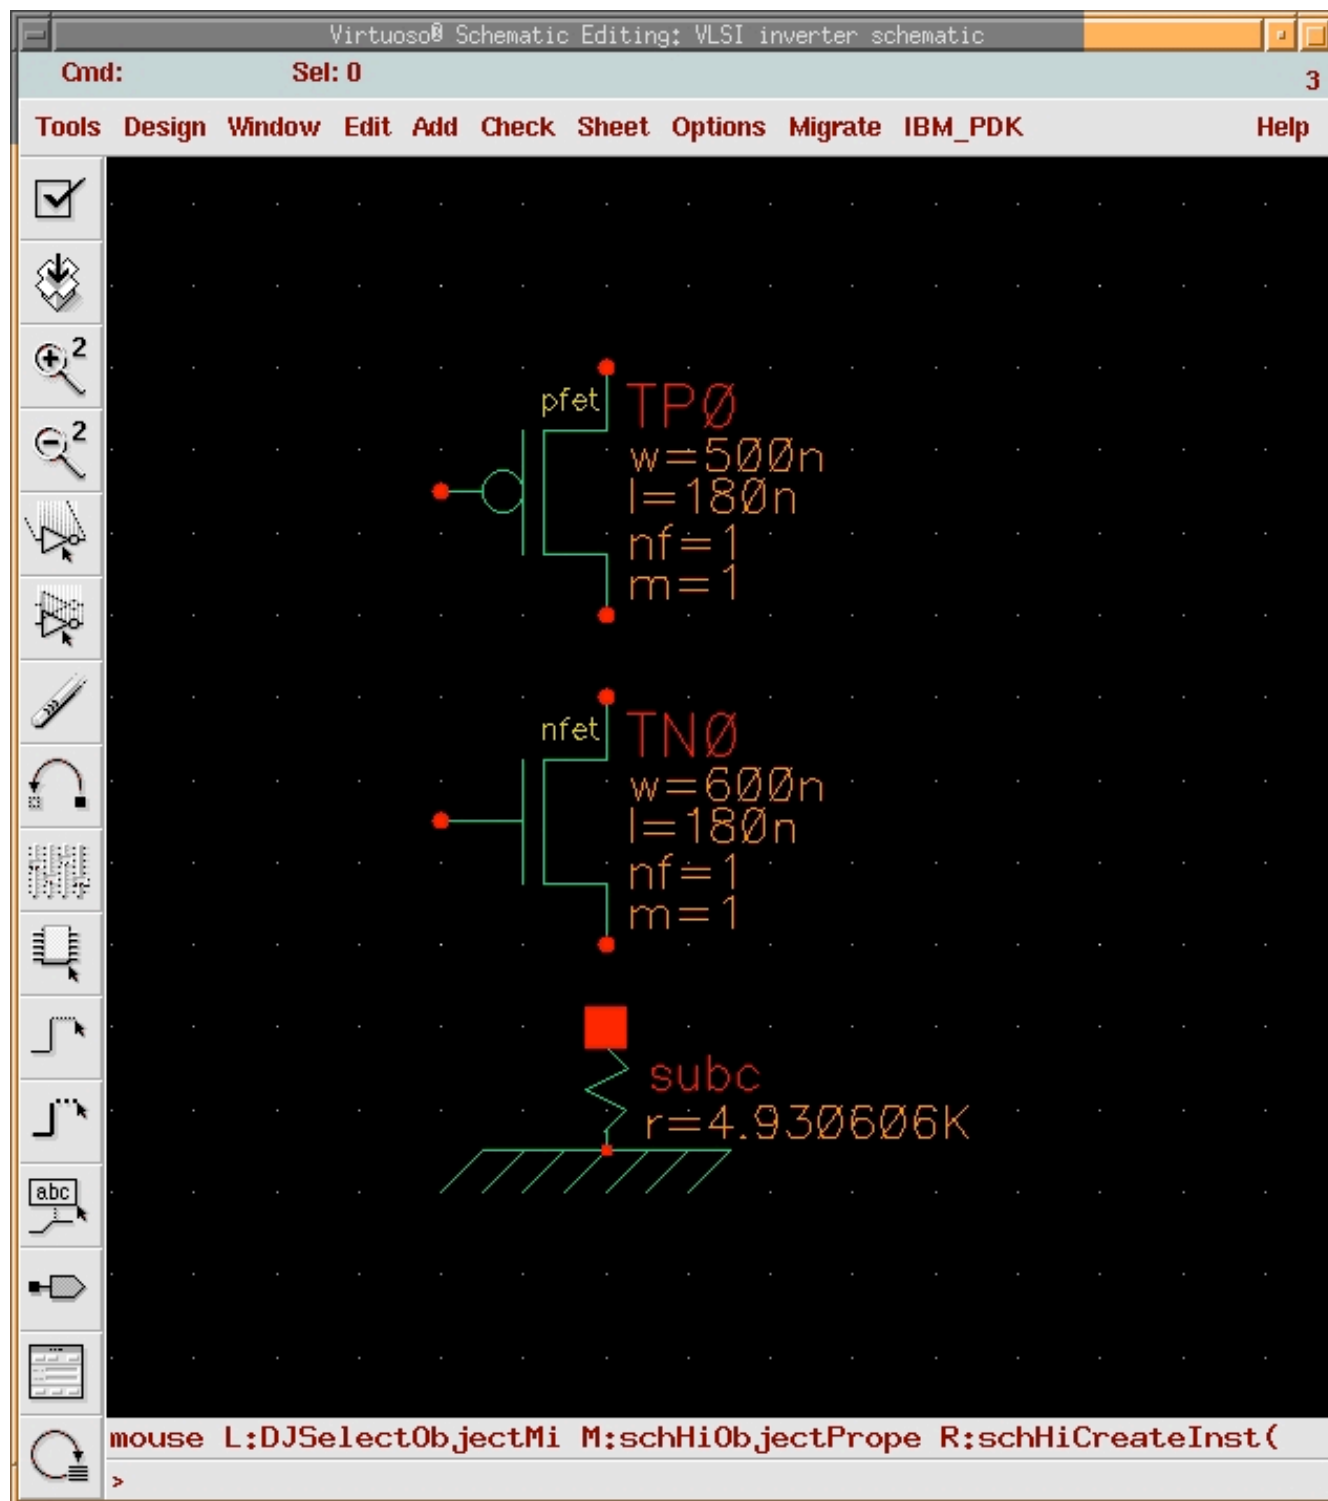 Virtuoso® Schematic Editing: VLSI inverter schematic
Cmd: Sel: 0 3
Tools Design Window Edit Add Check Sheet Options Migrate IBM_PDK Help
2
2
abc
pfet TP0
w=500n
l=180n
nf=1
m=1
nfet TN0
w=600n
l=180n
nf=1
m=1
subc
r=4.930606K
mouse L:DJSelectObjectMi M:schHiObjectPrope R:schHiCreateInst(
>